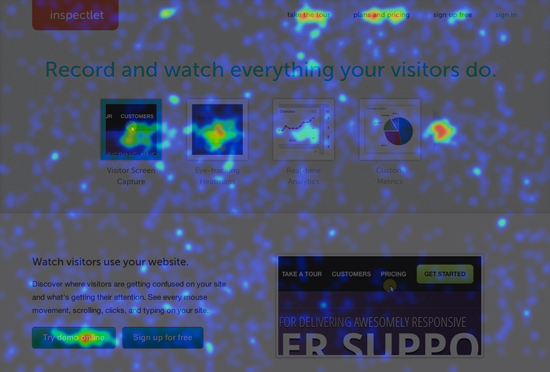 inspectlet
take the tour plans and pricing sign up free sign in
Record and watch everything your visitors do.
UR CUSTOMERS
Visitor Screen
Capture
Eye-tracking
Heatmaps
Real-time
Analytics
Custom
Metrics
Watch visitors use your website.
Discover where visitors are getting confused on your site
and what's getting their attention. See every mouse
movement, scrolling, clicks, and typing on your site.
Try demo online
Sign up for free
TAKE A TOUR CUSTOMERS PRICING GET STARTED
FOR DELIVERING AWESOMELY RESPONSIVE
ER SUPPO